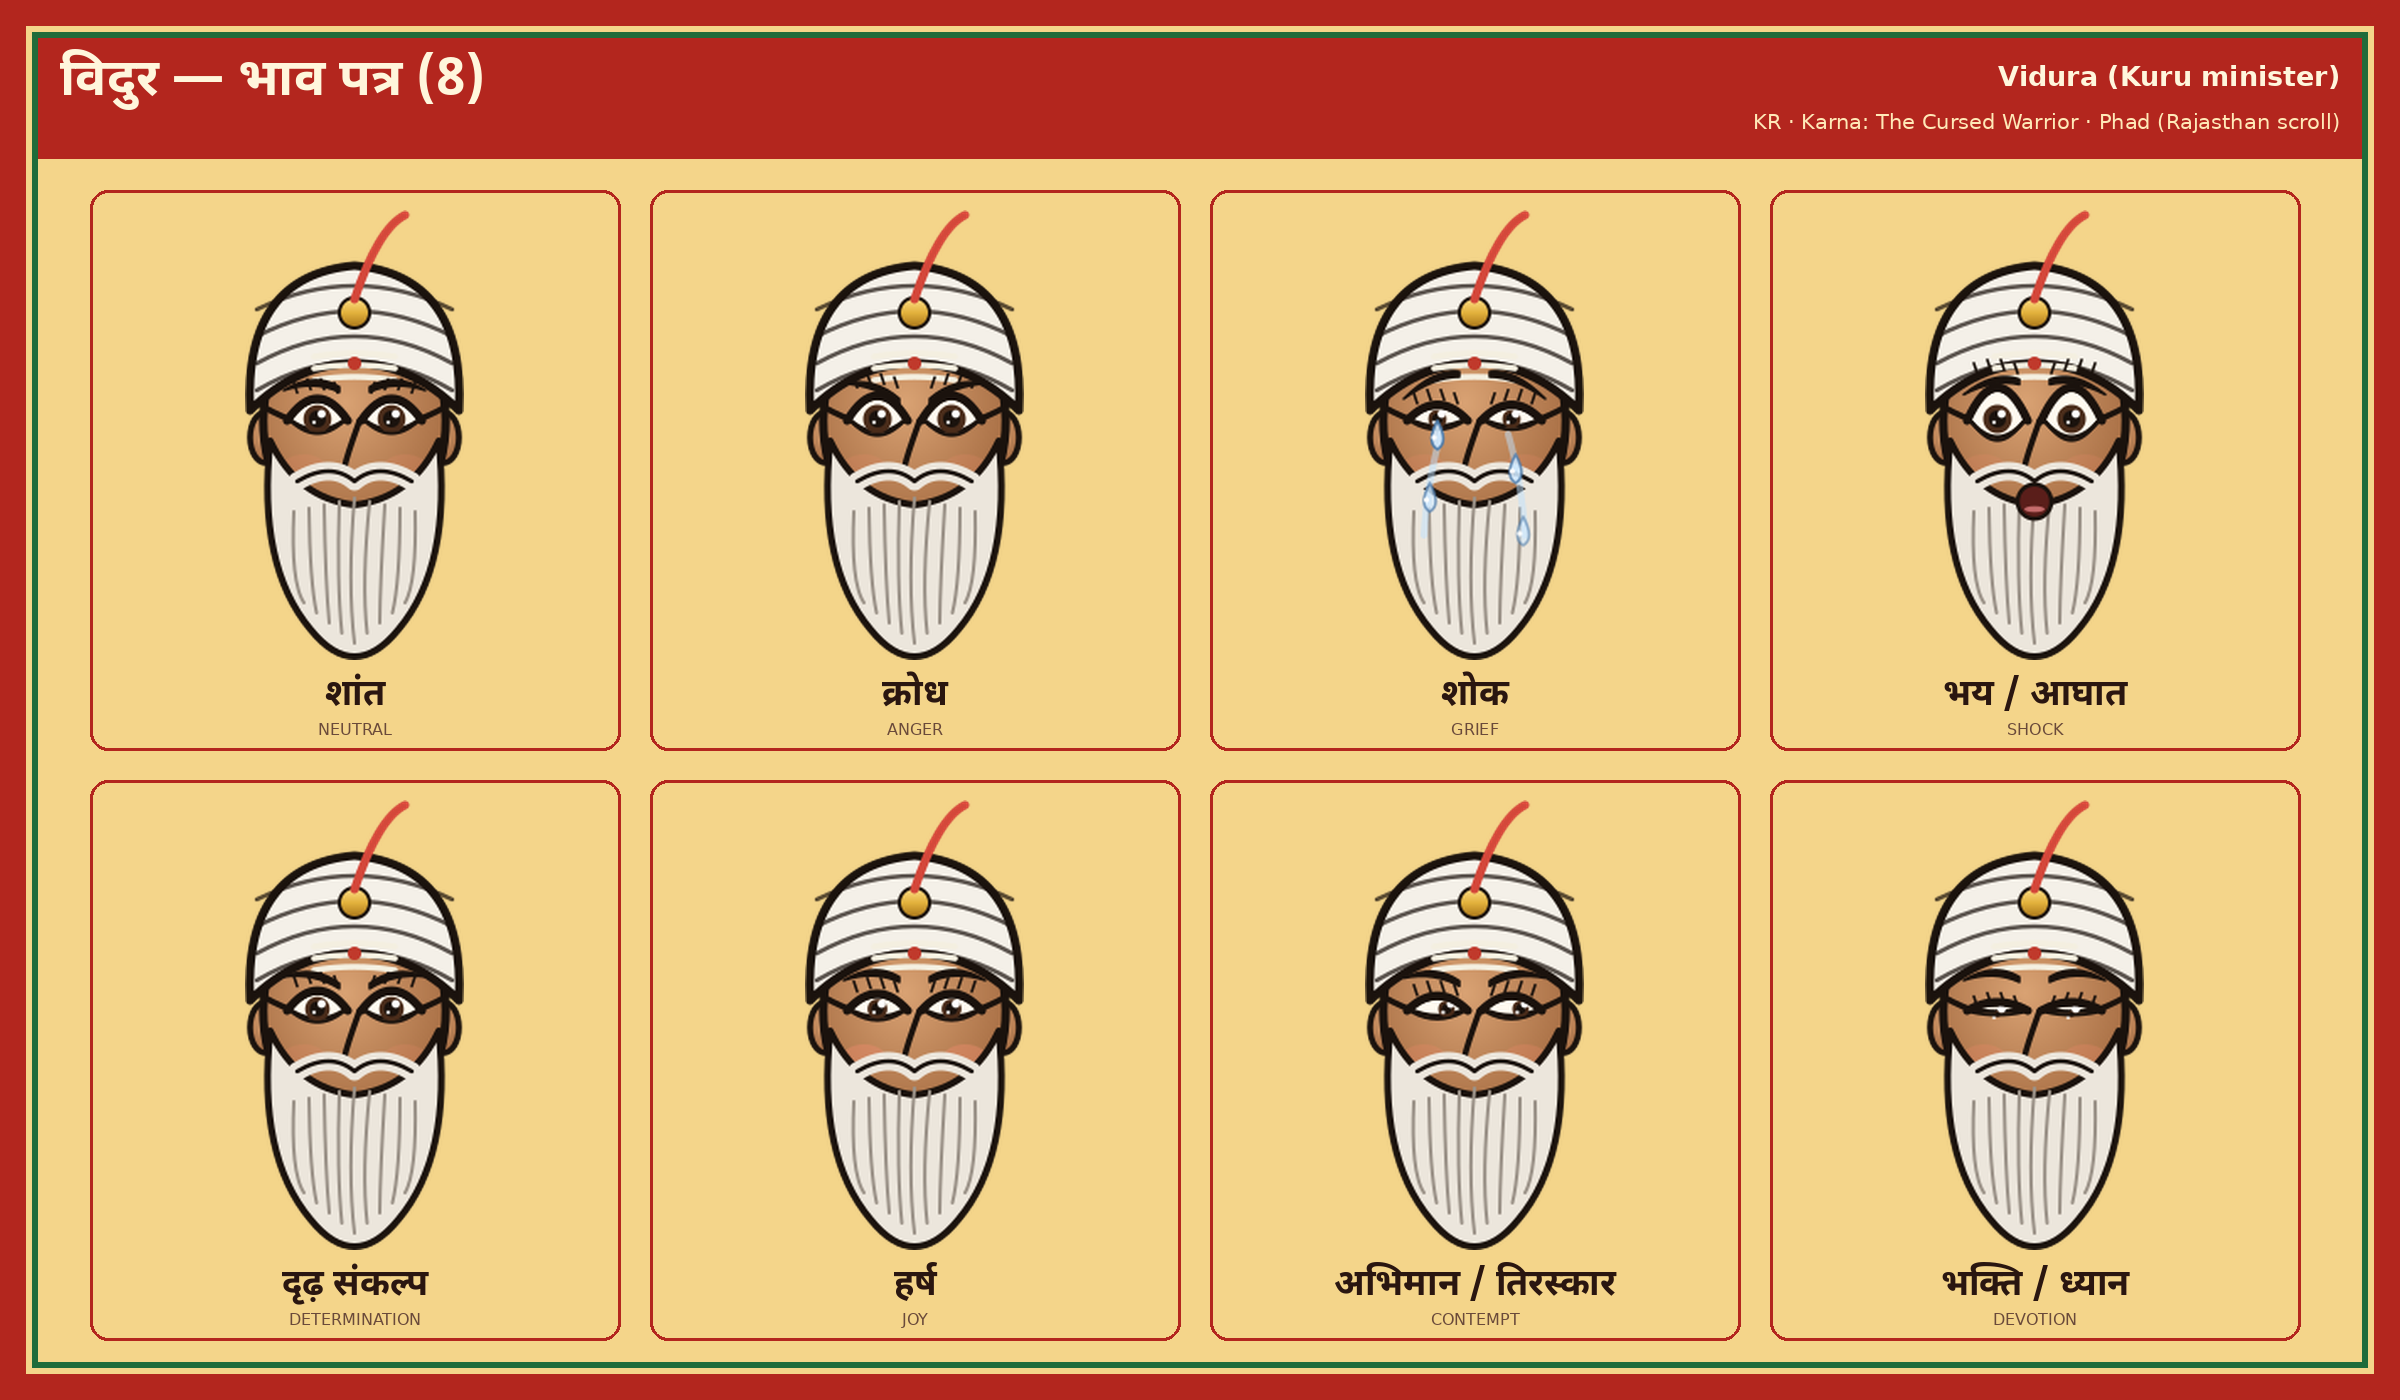 विदुर — भाव पत्र (8)
Vidura (Kuru minister)
KR · Karna: The Cursed Warrior · Phad (Rajasthan scroll)
शांत
NEUTRAL
क्रोध
ANGER
शोक
GRIEF
भय / आघात
SHOCK
दृढ़ संकल्प
DETERMINATION
हर्ष
JOY
अभिमान / तिरस्कार
CONTEMPT
भक्ति / ध्यान
DEVOTION